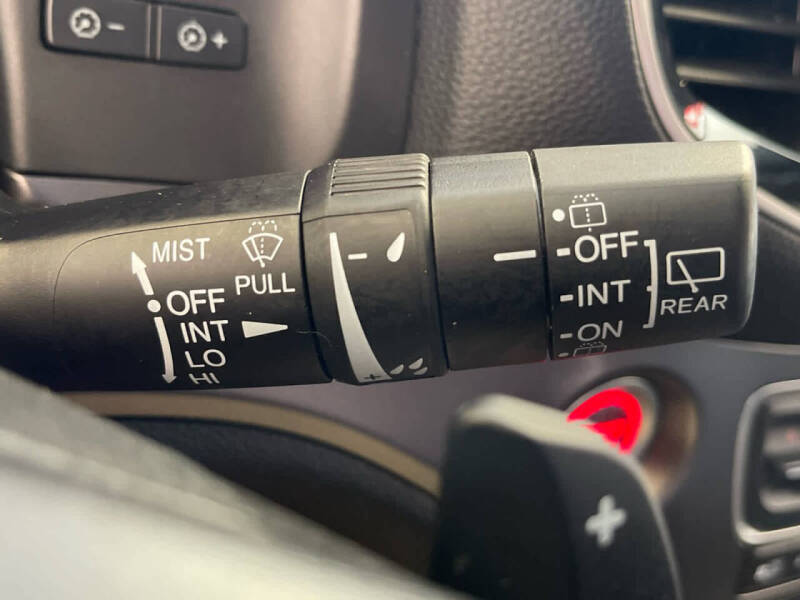 MIST
PULL
OFF
INT
LO
HI
- 
+
OFF
INT
ON
REAR